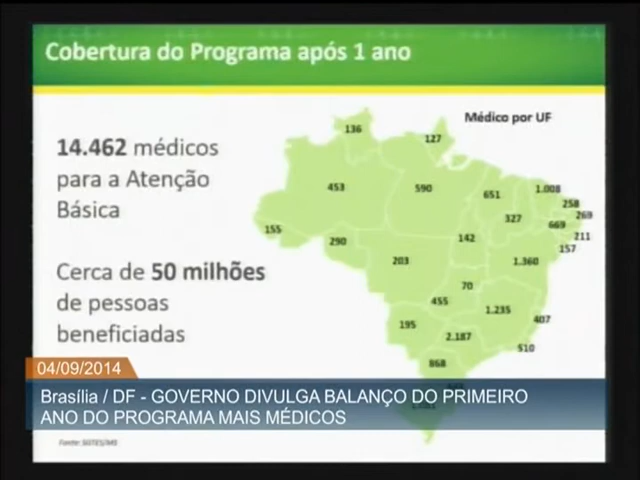 Cobertura do Programa após 1 ano
14.462 médicos
para a Atenção
Básica
Cerca de 50 milhões
de pessoas
beneficiadas
Médico por UF
136
127
453
590
651
1.008
258
327
269
669
211
155
290
142
157
203
1.360
70
455
1.235
407
195
2.187
510
868
04/09/2014
Brasília / DF - GOVERNO DIVULGA BALANÇO DO PRIMEIRO
ANO DO PROGRAMA MAIS MÉDICOS